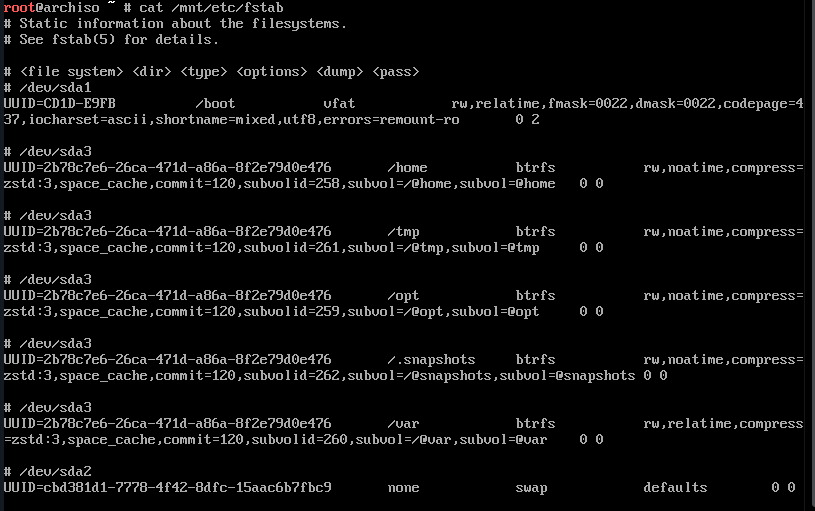 root@archiso ~ # cat /mnt/etc/fstab
# Static information about the filesystems.
# See fstab(5) for details.
# <file system> <dir> <type> <options> <dump> <pass>
# /dev/sda1
UUID=CD1D-E9FB          /boot           vfat            rw,relatime,fmask=0022,dmask=0022,codepage=4
37,iocharset=ascii,shortname=mixed,utf8,errors=remount-ro       0 2
# /dev/sda3
UUID=2b78c7e6-26ca-471d-a86a-8f2e79d0e476       /home           btrfs           rw,noatime,compress=
zstd:3,space_cache,commit=120,subvolid=258,subvol=/@home,subvol=@home   0 0
# /dev/sda3
UUID=2b78c7e6-26ca-471d-a86a-8f2e79d0e476       /tmp            btrfs           rw,noatime,compress=
zstd:3,space_cache,commit=120,subvolid=261,subvol=/@tmp,subvol=@tmp     0 0
# /dev/sda3
UUID=2b78c7e6-26ca-471d-a86a-8f2e79d0e476       /opt            btrfs           rw,noatime,compress=
zstd:3,space_cache,commit=120,subvolid=259,subvol=/@opt,subvol=@opt     0 0
# /dev/sda3
UUID=2b78c7e6-26ca-471d-a86a-8f2e79d0e476       /.snapshots     btrfs           rw,noatime,compress=
zstd:3,space_cache,commit=120,subvolid=262,subvol=/@snapshots,subvol=@snapshots 0 0
# /dev/sda3
UUID=2b78c7e6-26ca-471d-a86a-8f2e79d0e476       /var            btrfs           rw,relatime,compress
=zstd:3,space_cache,commit=120,subvolid=260,subvol=/@var,subvol=@var    0 0
# /dev/sda2
UUID=cbd381d1-7778-4f42-8dfc-15aac6b7fbc9       none            swap            defaults        0 0